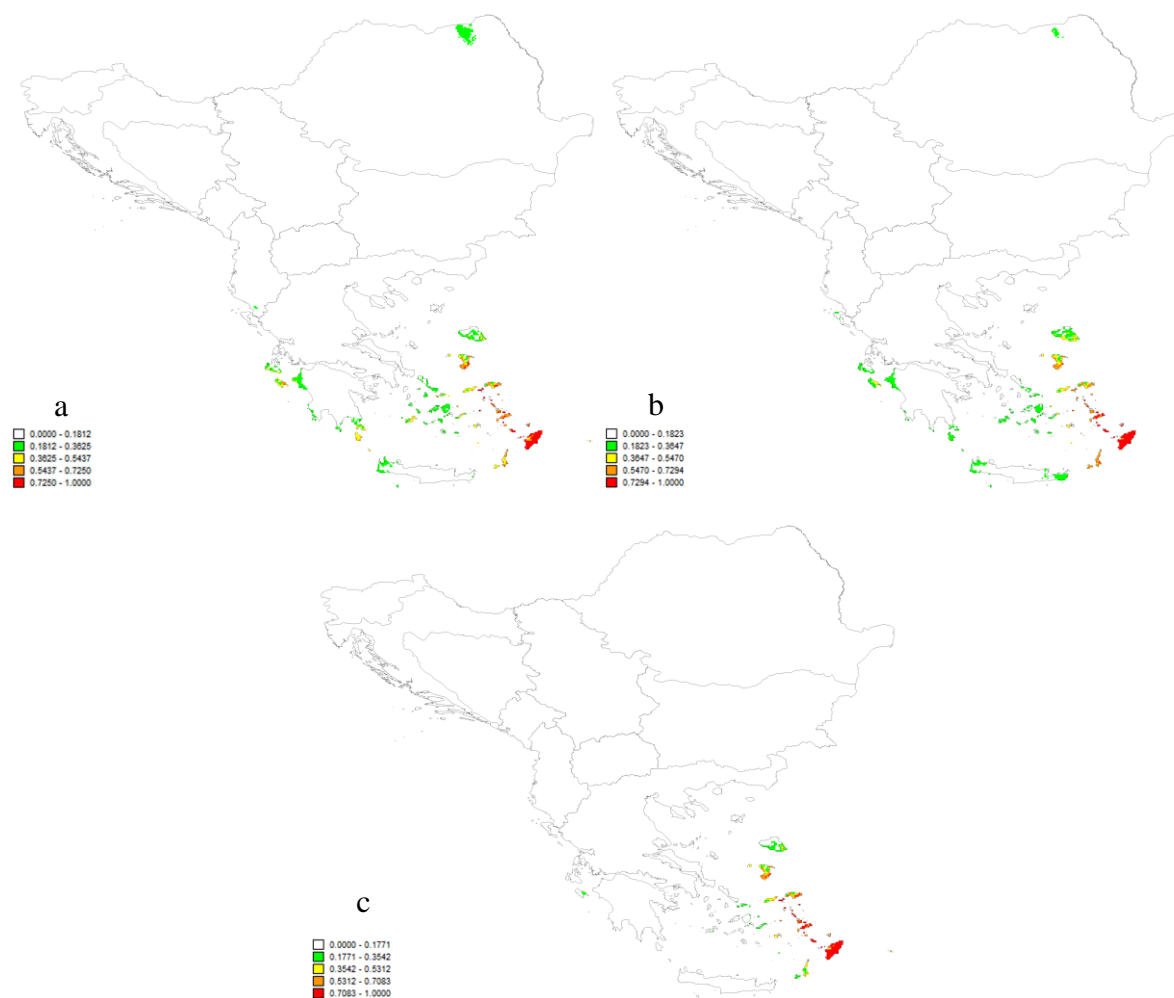 a
0.0000 - 0.1812
0.1812 - 0.3625
0.3625 - 0.5437
0.5437 - 0.7250
0.7250 - 1.0000
b
0.0000 - 0.1823
0.1823 - 0.3647
0.3647 - 0.5470
0.5470 - 0.7294
0.7294 - 1.0000
c
0.0000 - 0.1771
0.1771 - 0.3542
0.3542 - 0.5312
0.5312 - 0.7083
0.7083 - 1.0000